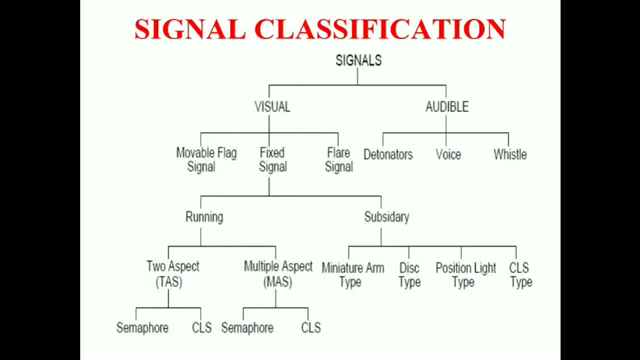 SIGNAL CLASSIFICATION
SIGNALS
VISUAL AUDIBLE
Movable Flag Signal
Fixed Signal
Flare Signal
Detonators Voice Whistle
Running Subsidary
Two Aspect (TAS)
Multiple Aspect (MAS)
Miniature Arm Type
Disc Type
Position Light Type
CLS Type
Semaphore CLS Semaphore CLS